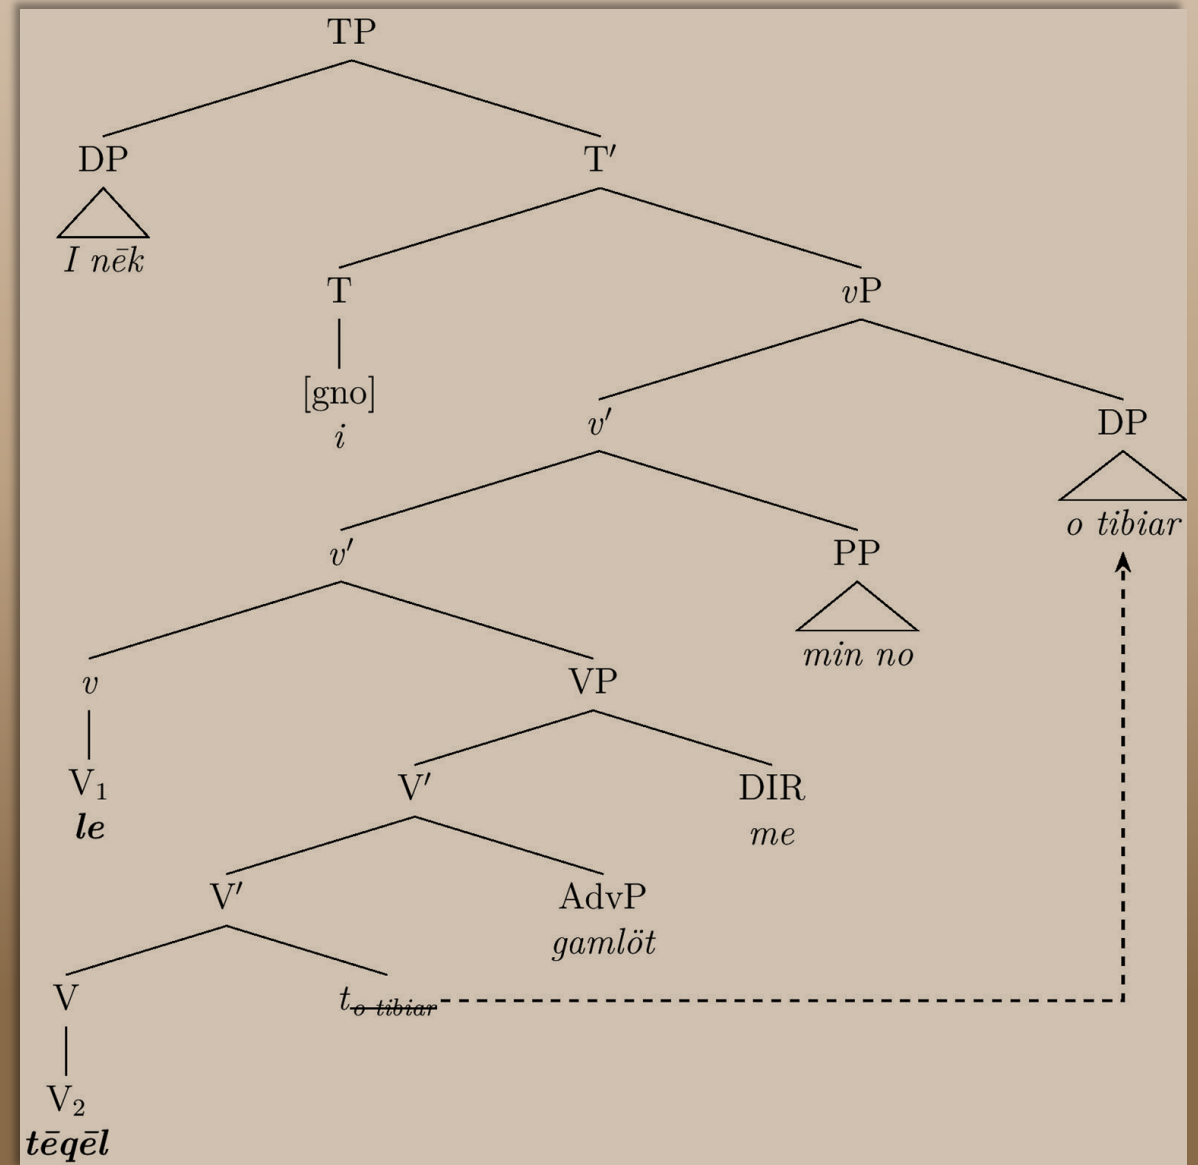 TP
DP T′
I nēk
T vP
[gno]
i
v′ DP
o tibiar
v′ PP
min no
v VP
V₁
le
V′ DIR
me
V′ AdvP
gamlöt
V t o tibiar
V₂
tēqēl